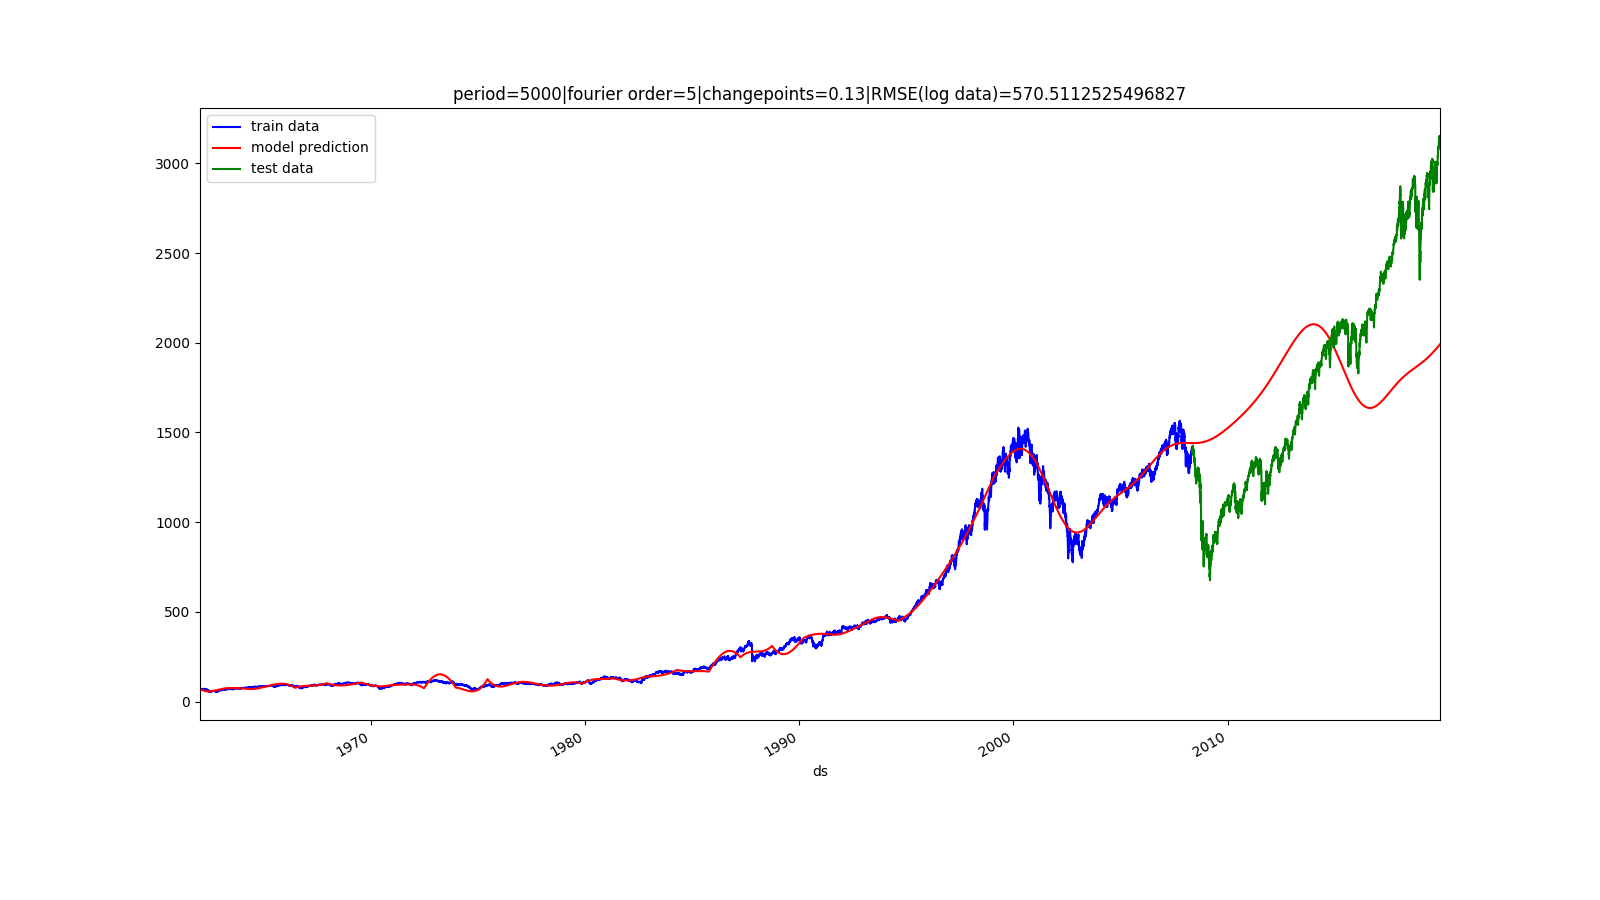 period=5000|fourier order=5|changepoints=0.13|RMSE(log data)=570.5112525496827
train data
model prediction
test data
3000
2500
2000
1500
1000
500
0
1970
1980
1990
2000
2010
ds